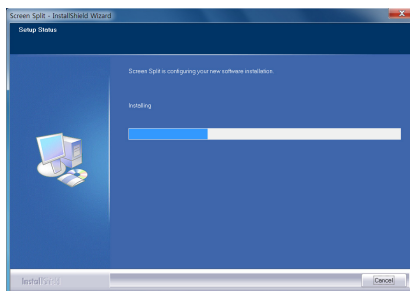 Screen Split - InstallShield Wizard
Setup Status
Screen Split is configuring your new software installation.
Installing
InstallShield
Cancel